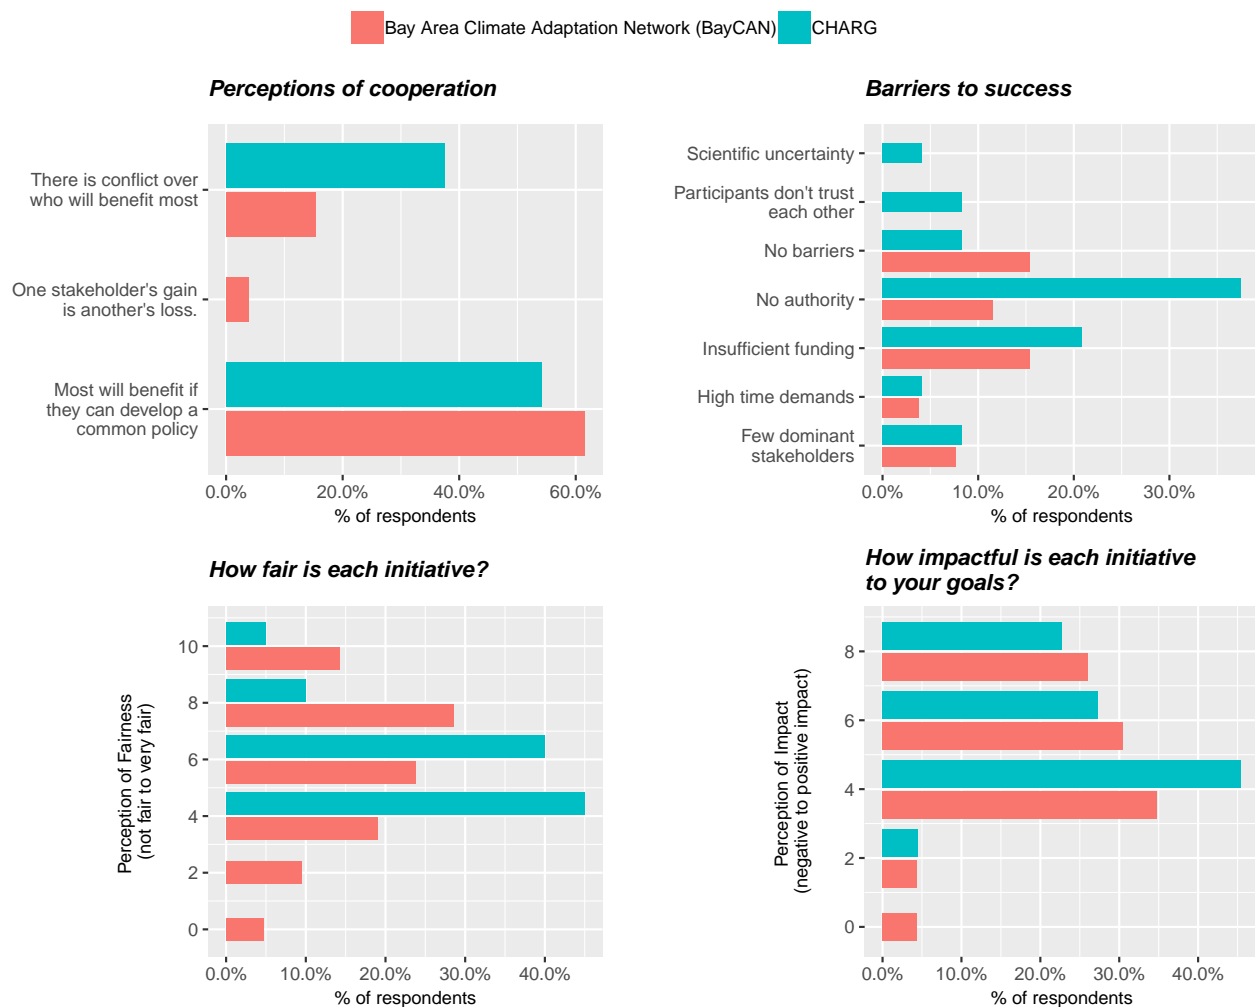 Bay Area Climate Adaptation Network (BayCAN) CHARG
Perceptions of cooperation
There is conflict over
who will benefit most
One stakeholder's gain
is another's loss.
Most will benefit if
they can develop a
common policy
0.0% 20.0% 40.0% 60.0%
% of respondents
Barriers to success
Scientific uncertainty
Participants don't trust
each other
No barriers
No authority
Insufficient funding
High time demands
Few dominant
stakeholders
0.0% 10.0% 20.0% 30.0%
% of respondents
How fair is each initiative?
Perception of Fairness
(not fair to very fair)
10
8
6
4
2
0
0.0% 10.0% 20.0% 30.0% 40.0%
% of respondents
How impactful is each initiative
to your goals?
Perception of Impact
(negative to positive impact)
8
6
4
2
0
0.0% 10.0% 20.0% 30.0% 40.0%
% of respondents